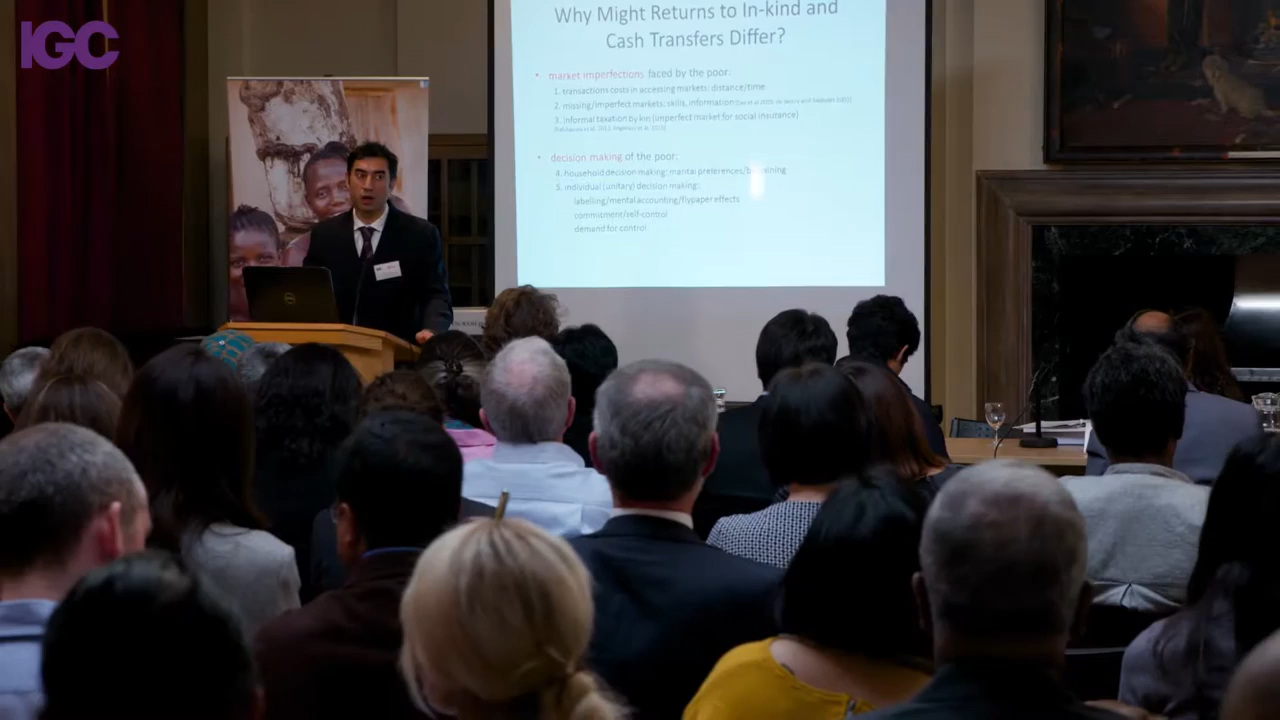 IGC
Why Might Returns to In-kind and
Cash Transfers Differ?
• market imperfections faced by the poor:
1. transactions costs in accessing markets: distance/time
2. missing/imperfect markets: skills, information
3. informal taxation by kin (imperfect market for social insurance)
• decision making of the poor:
4. household decision making: marital preferences/bargaining
5. individual (unitary) decision making:
labelling/mental accounting/flypaper effects
commitment/self-control
demand for control
DELL